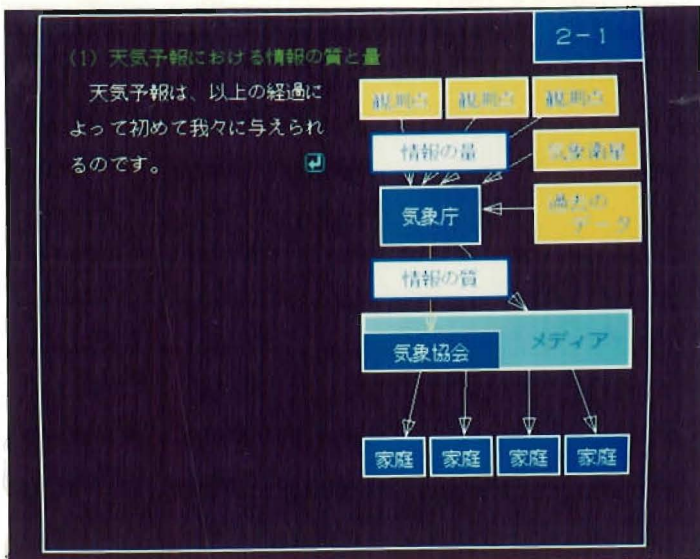 2-1
(1) 天気予報における情報の質と量
天気予報は、以上の経過に
よって初めて我々に与えられ
るのです。
観測点 観測点 観測点
情報の量
気象衛星
気象庁
過去の
データ
情報の質
メディア
気象協会
家庭 家庭 家庭 家庭